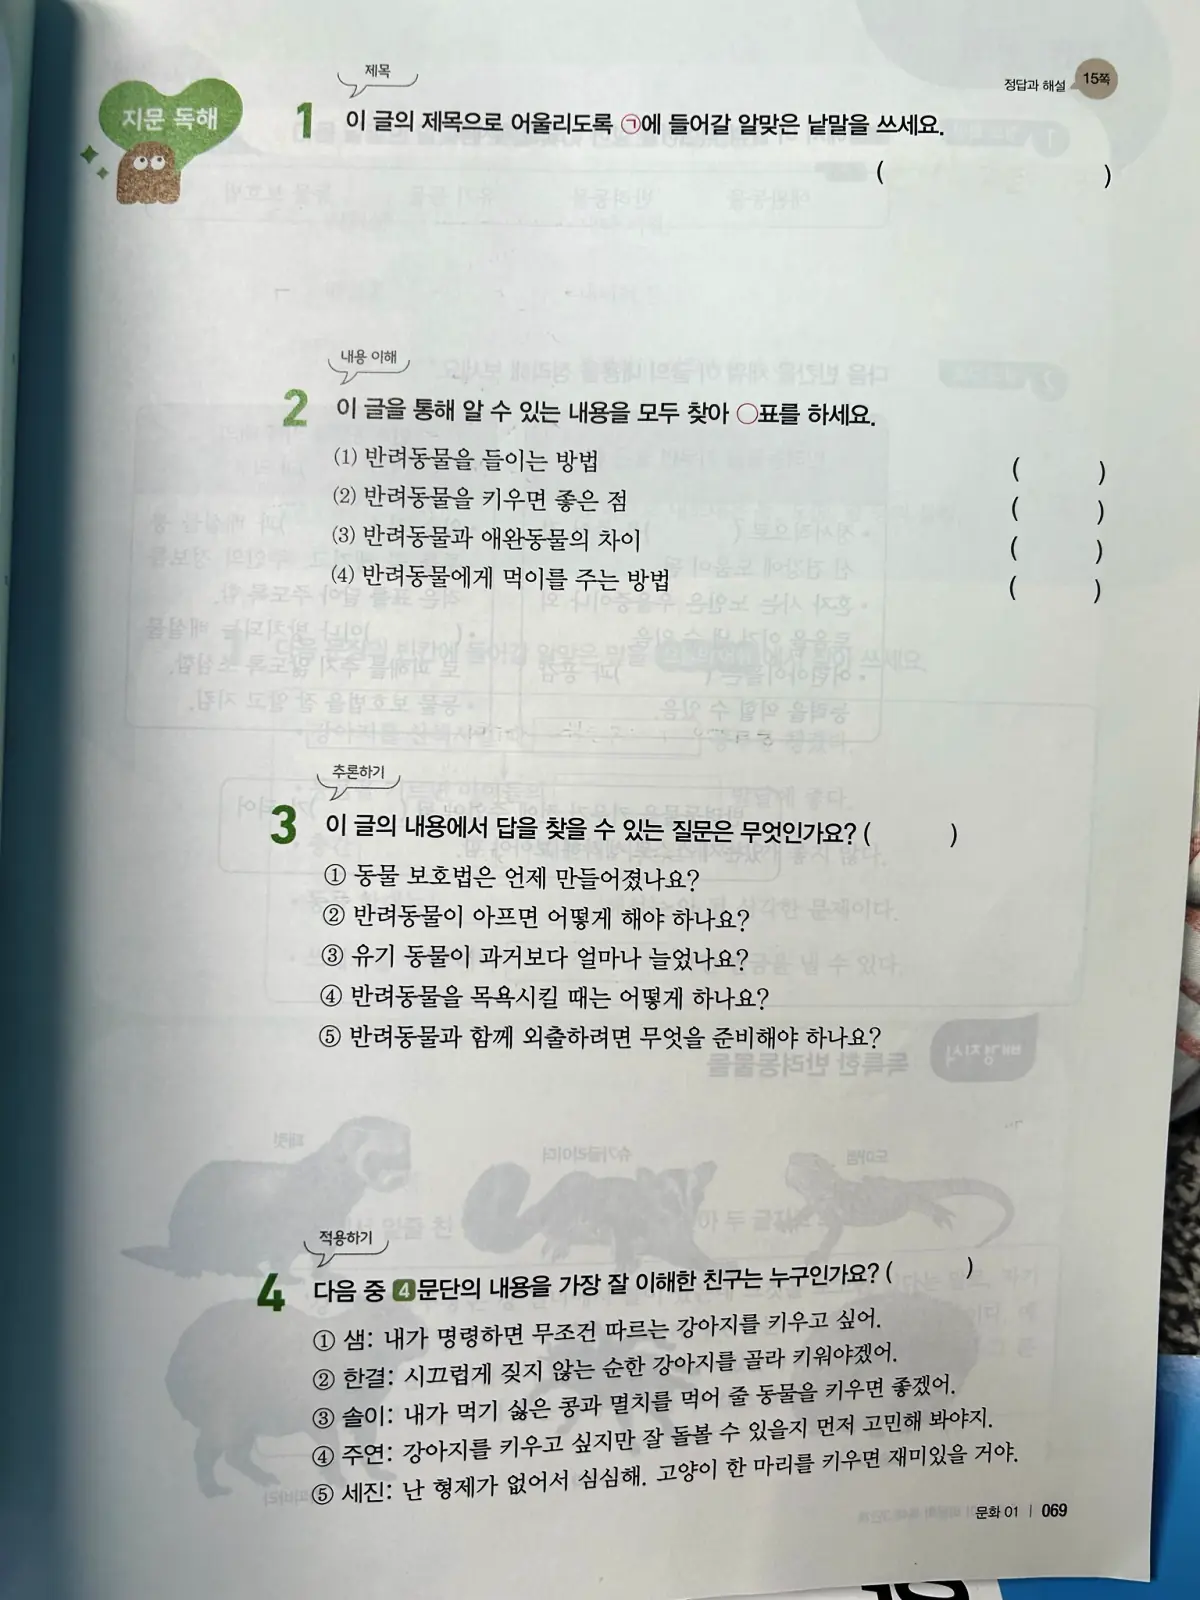 정답과 해설 15쪽
지문 독해
제목
1 이 글의 제목으로 어울리도록 ㉠에 들어갈 알맞은 낱말을 쓰세요.
( )
내용 이해
2 이 글을 통해 알 수 있는 내용을 모두 찾아 ○표를 하세요.
⑴ 반려동물을 들이는 방법 ( )
⑵ 반려동물을 키우면 좋은 점 ( )
⑶ 반려동물과 애완동물의 차이 ( )
⑷ 반려동물에게 먹이를 주는 방법 ( )
추론하기
3 이 글의 내용에서 답을 찾을 수 있는 질문은 무엇인가요? ( )
① 동물 보호법은 언제 만들어졌나요?
② 반려동물이 아프면 어떻게 해야 하나요?
③ 유기 동물이 과거보다 얼마나 늘었나요?
④ 반려동물을 목욕시킬 때는 어떻게 하나요?
⑤ 반려동물과 함께 외출하려면 무엇을 준비해야 하나요?
적용하기
4 다음 중 4문단의 내용을 가장 잘 이해한 친구는 누구인가요? ( )
① 샘: 내가 명령하면 무조건 따르는 강아지를 키우고 싶어.
② 한결: 시끄럽게 짖지 않는 순한 강아지를 골라 키워야겠어.
③ 솔이: 내가 먹기 싫은 콩과 멸치를 먹어 줄 동물을 키우면 좋겠어.
④ 주연: 강아지를 키우고 싶지만 잘 돌볼 수 있을지 먼저 고민해 봐야지.
⑤ 세진: 난 형제가 없어서 심심해. 고양이 한 마리를 키우면 재미있을 거야.
문화 01 | 069